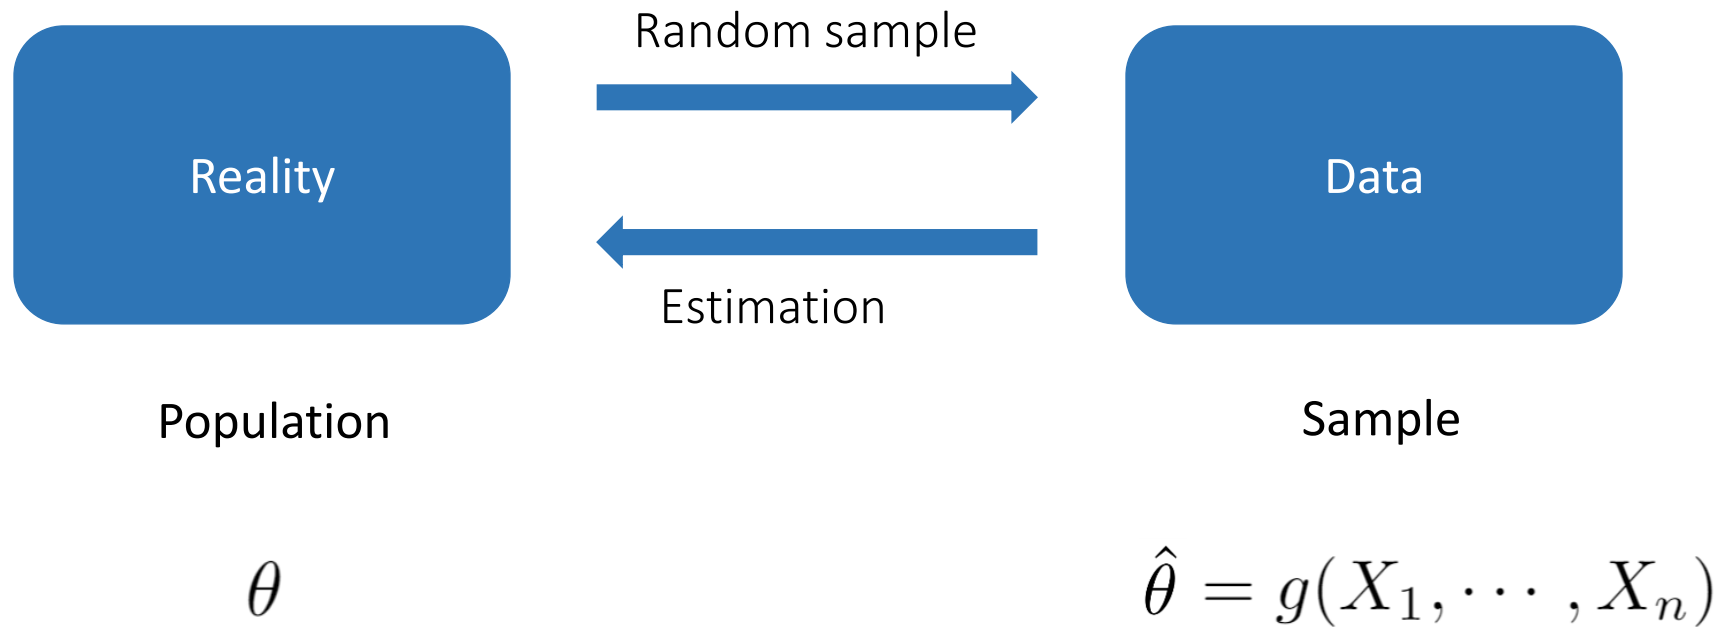 Random sample
Reality
Data
Estimation
Population
Sample
θ
θ̂ = g(X₁, ⋯ , Xₙ)